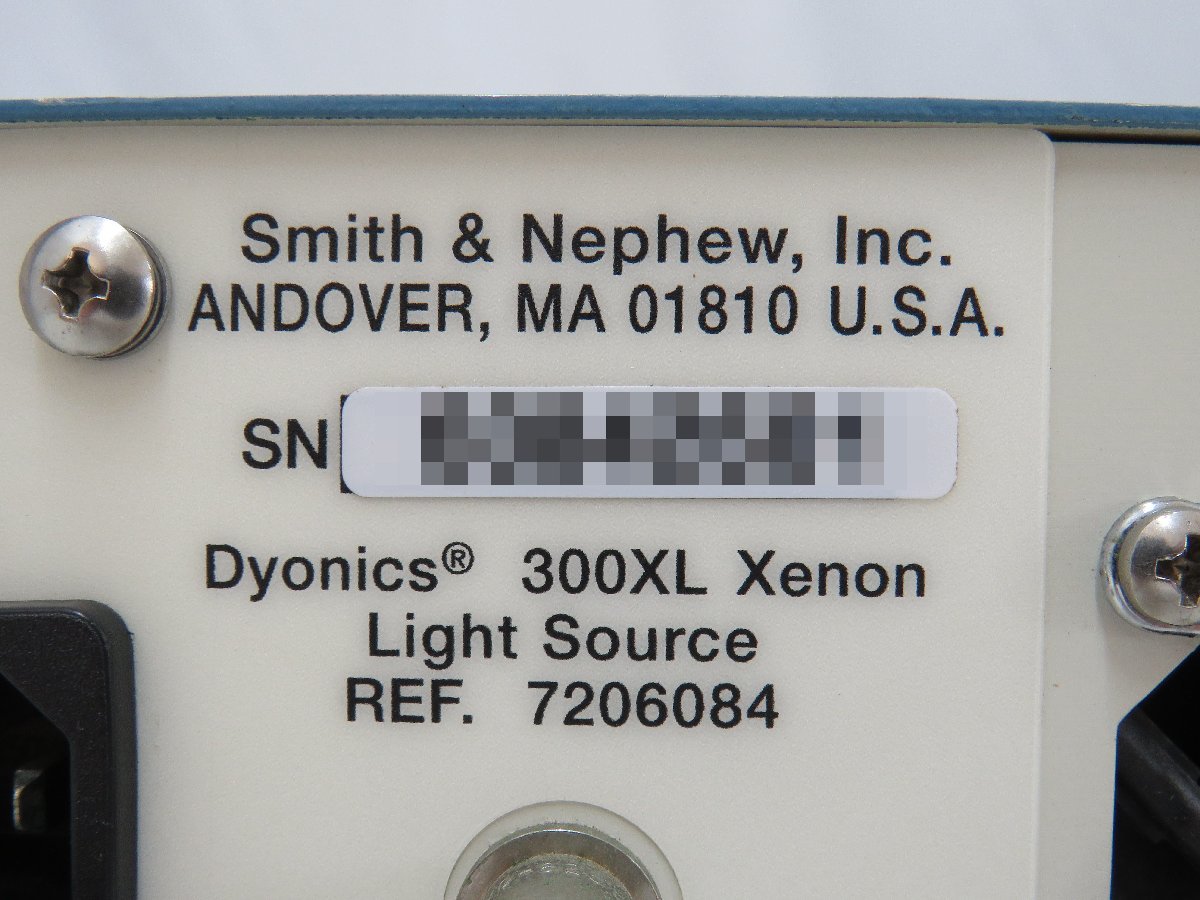 Smith & Nephew, Inc.
ANDOVER, MA 01810 U.S.A.
SN
Dyonics® 300XL Xenon
Light Source
REF. 7206084